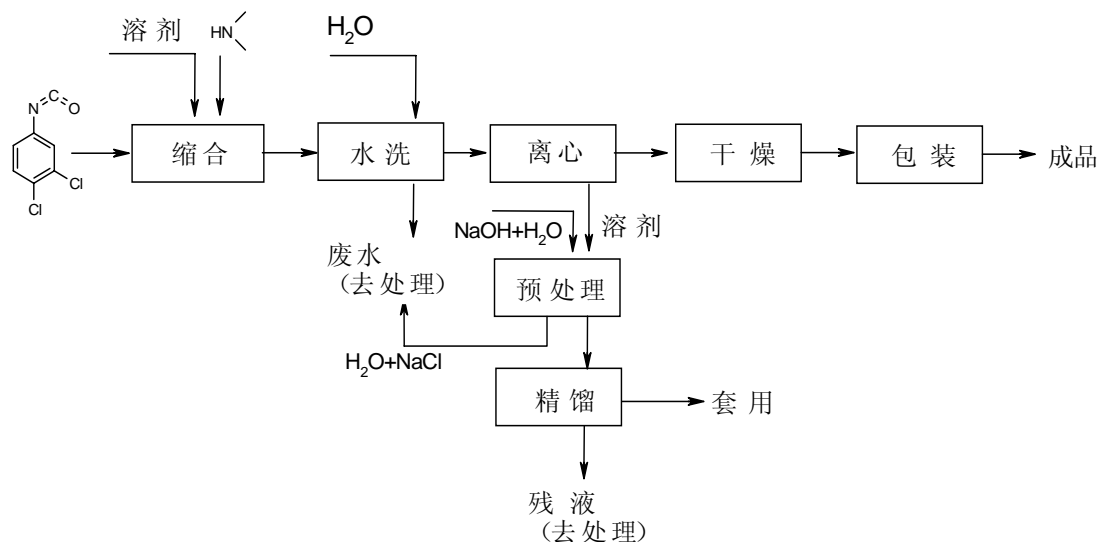 溶剂
HN
H₂O
N=C=O
Cl
Cl
缩合
水洗
离心
干燥
包装
成品
NaOH+H₂O
溶剂
废水
(去处理)
预处理
H₂O+NaCl
精馏
套用
残液
(去处理)